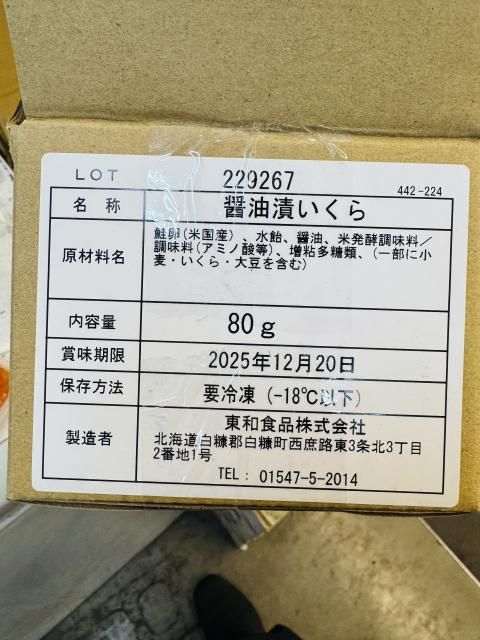 LOT 229267 442-224
名称 醤油漬いくら
原材料名 鮭卵(米国産)、水飴、醤油、米発酵調味料／
調味料(アミノ酸等)、増粘多糖類、(一部に小
麦・いくら・大豆を含む)
内容量 80g
賞味期限 2025年12月20日
保存方法 要冷凍(-18℃以下)
製造者 東和食品株式会社
北海道白糠郡白糠町西庶路東3条北3丁目
2番地1号
TEL: 01547-5-2014